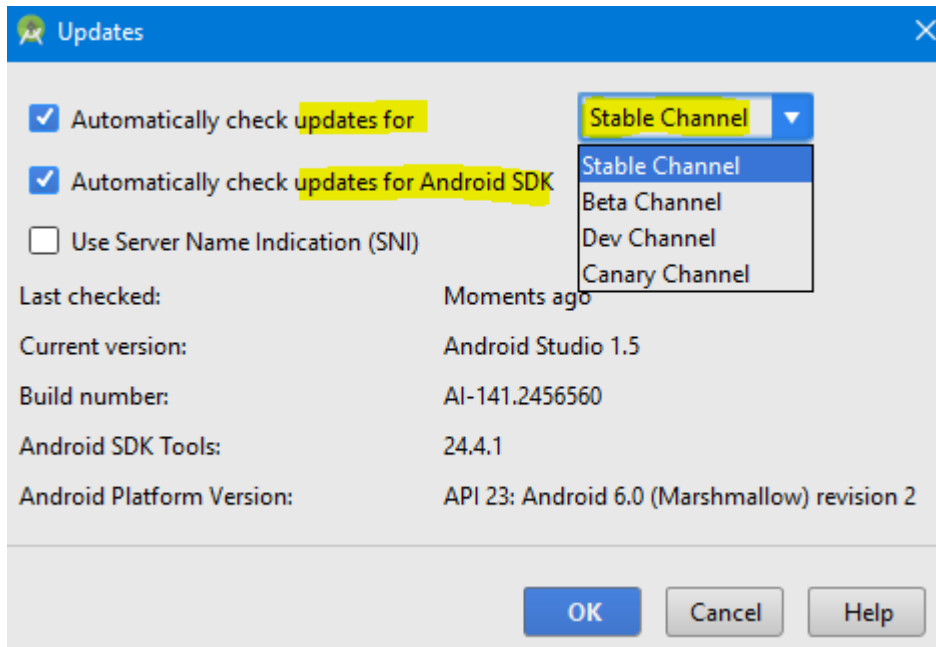 Updates
Automatically check updates for Stable Channel
Stable Channel
Automatically check updates for Android SDK
Beta Channel
Dev Channel
Use Server Name Indication (SNI)
Canary Channel
Last checked: Moments ago
Current version: Android Studio 1.5
Build number: AI-141.2456560
Android SDK Tools: 24.4.1
Android Platform Version: API 23: Android 6.0 (Marshmallow) revision 2
OK Cancel Help